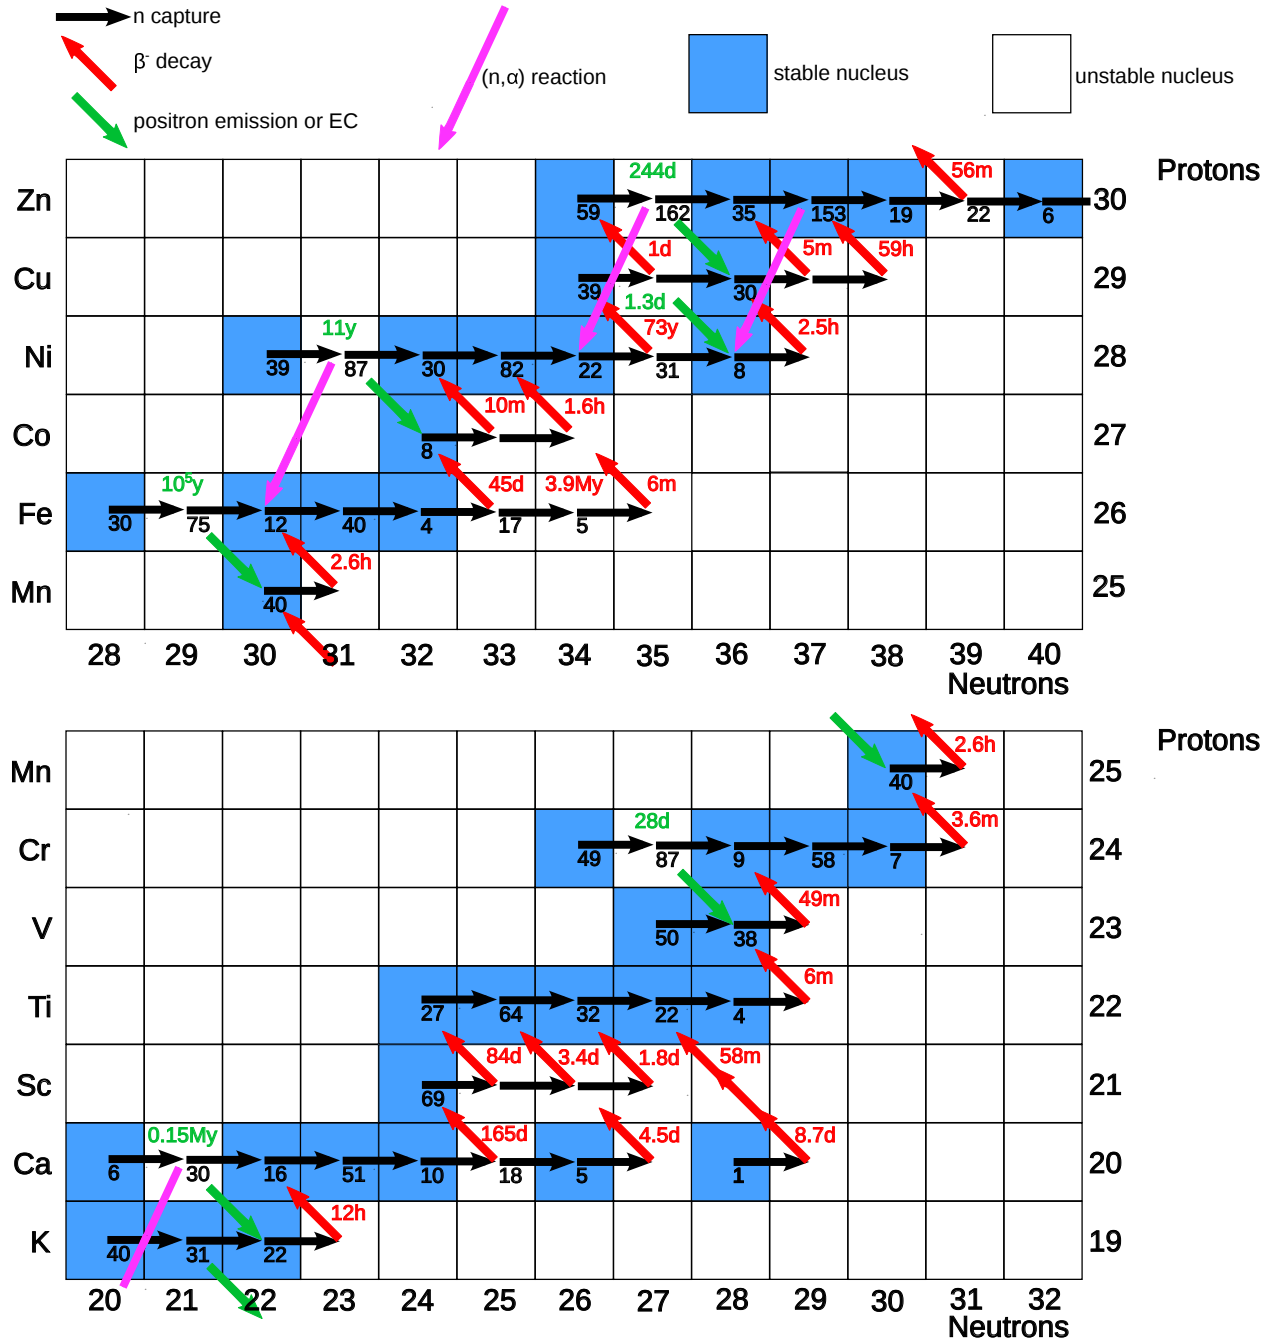 n capture
β⁻ decay
(n,α) reaction
stable nucleus
unstable nucleus
positron emission or EC
Protons
244d
56m
Zn
59
162
35
153
19
22
6
30
1d
5m
59h
Cu
39
30
29
1.3d
11y
73y
2.5h
Ni
39
87
30
82
22
31
8
28
10m
1.6h
Co
8
27
10⁵y
45d
3.9My
6m
Fe
30
75
12
40
4
17
5
26
2.6h
Mn
40
25
28 29 30 31 32 33 34 35 36 37 38 39 40
Neutrons
Protons
2.6h
Mn
40
25
28d
3.6m
Cr
49
87
9
58
7
24
49m
V
50
38
23
6m
Ti
27
64
32
22
4
22
84d
3.4d
1.8d
58m
Sc
69
21
0.15My
165d
4.5d
8.7d
Ca
6
30
16
51
10
18
5
1
20
12h
K
40
31
22
19
20 21 22 23 24 25 26 27 28 29 30 31 32
Neutrons